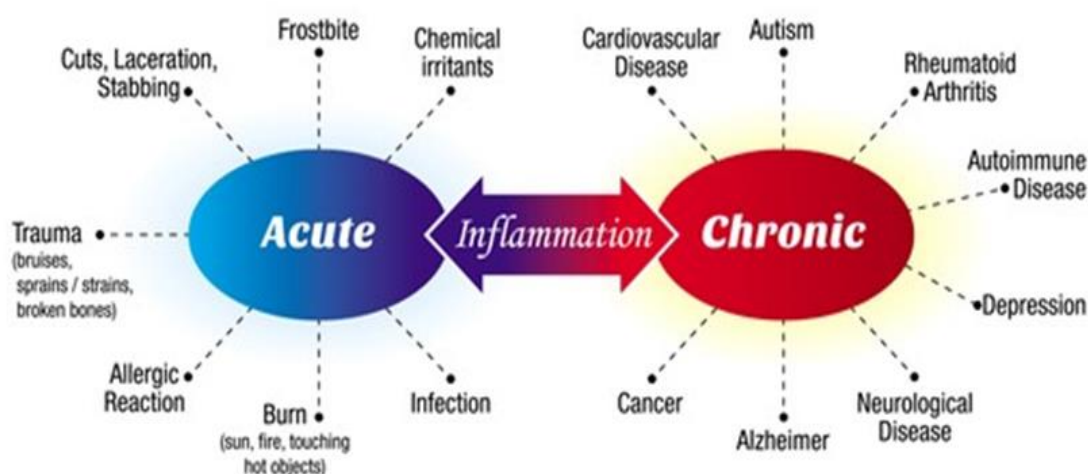 Frostbite
Cuts, Laceration,
Stabbing
Chemical
irritants
Trauma
(bruises,
sprains / strains,
broken bones)
Acute
Allergic
Reaction
Burn
(sun, fire, touching
hot objects)
Infection
Inflammation
Cardiovascular
Disease
Autism
Rheumatoid
Arthritis
Autoimmune
Disease
Chronic
Depression
Cancer
Alzheimer
Neurological
Disease